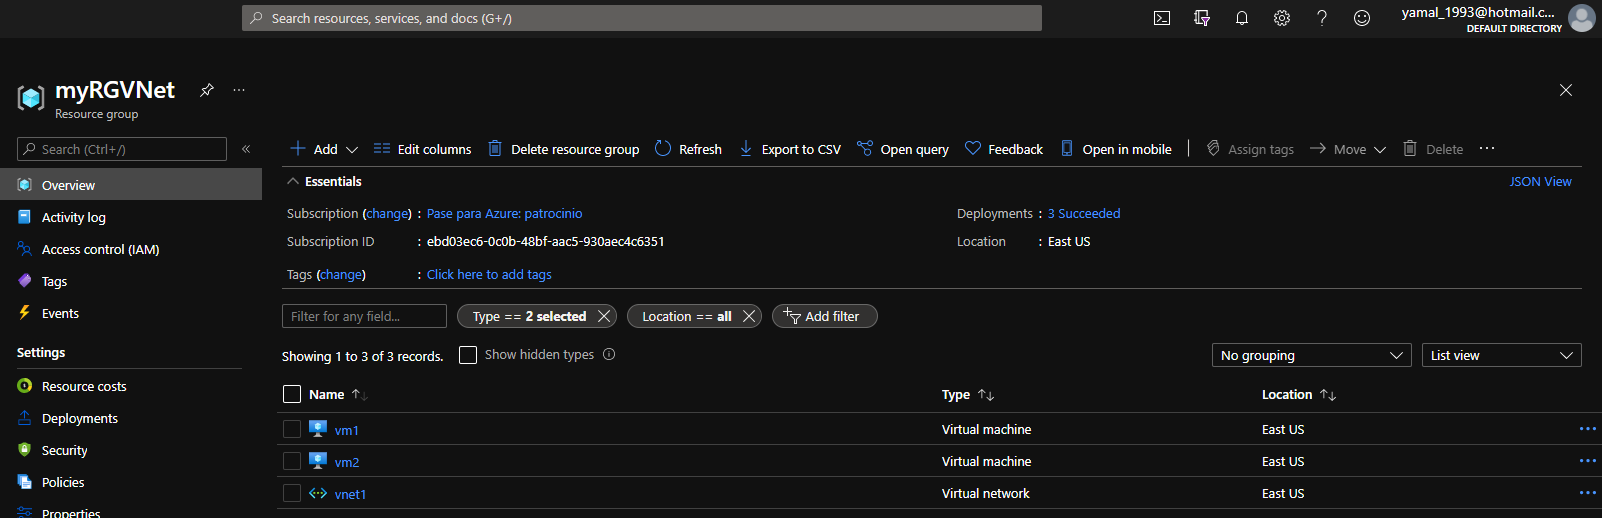 Search resources, services, and docs (G+/)
yamal_1993@hotmail.c...
DEFAULT DIRECTORY
myRGVNet
Resource group
Search (Ctrl+/)
Overview
Activity log
Access control (IAM)
Tags
Events
Settings
Resource costs
Deployments
Security
Policies
Properties
Add Edit columns Delete resource group Refresh Export to CSV Open query Feedback Open in mobile Assign tags Move Delete
Essentials JSON View
Subscription (change) : Pase para Azure: patrocinio Deployments : 3 Succeeded
Subscription ID : ebd03ec6-0c0b-48bf-aac5-930aec4c6351 Location : East US
Tags (change) : Click here to add tags
Filter for any field... Type == 2 selected Location == all Add filter
Showing 1 to 3 of 3 records. Show hidden types No grouping List view
Name Type Location
vm1 Virtual machine East US
vm2 Virtual machine East US
vnet1 Virtual network East US